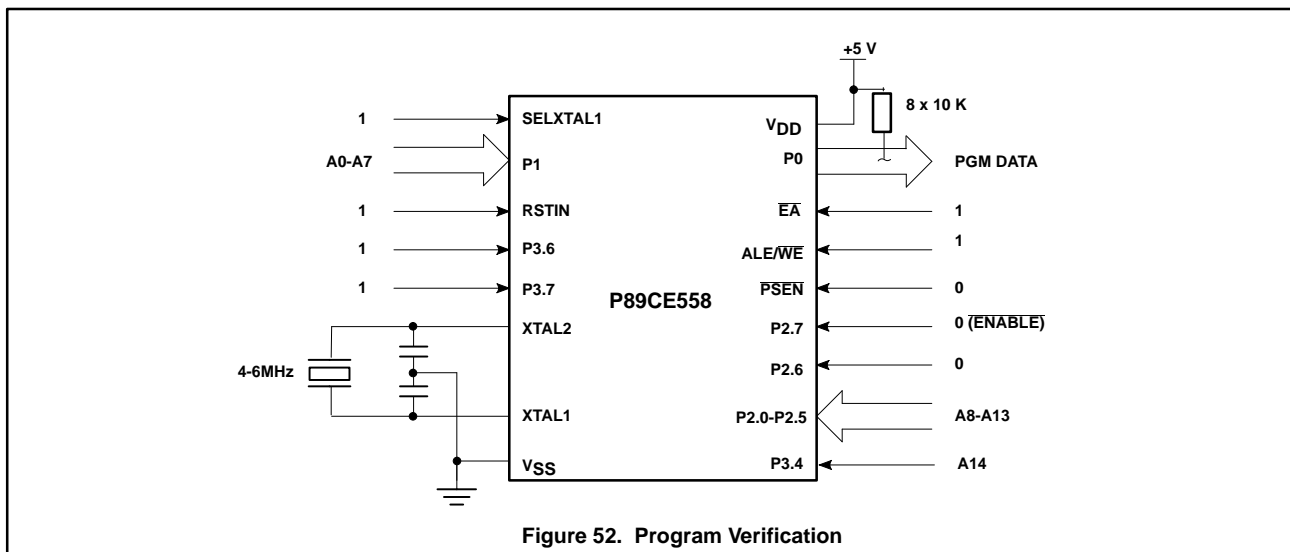 +5 V
8 x 10 K
1
SELXTAL1
VDD
A0-A7
P1
P0
PGM DATA
1
RSTIN
EA
1
1
P3.6
ALE/WE
1
1
P3.7
P89CE558
PSEN
0
XTAL2
P2.7
0 (ENABLE)
4-6MHz
P2.6
0
XTAL1
P2.0-P2.5
A8-A13
VSS
P3.4
A14
Figure 52. Program Verification